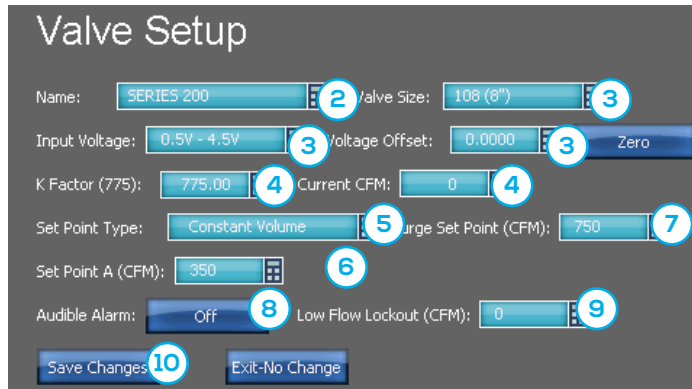 Valve Setup
Name: SERIES 200 2 Valve Size: 108 (8") 3
Input Voltage: 0.5V - 4.5V 3 Voltage Offset: 0.0000 3 Zero
K Factor (775): 775.00 4 Current CFM: 0 4
Set Point Type: Constant Volume 5 urge Set Point (CFM): 750 7
Set Point A (CFM): 350 6
Audible Alarm: Off 8 Low Flow Lockout (CFM): 0 9
Save Changes 10 Exit-No Change